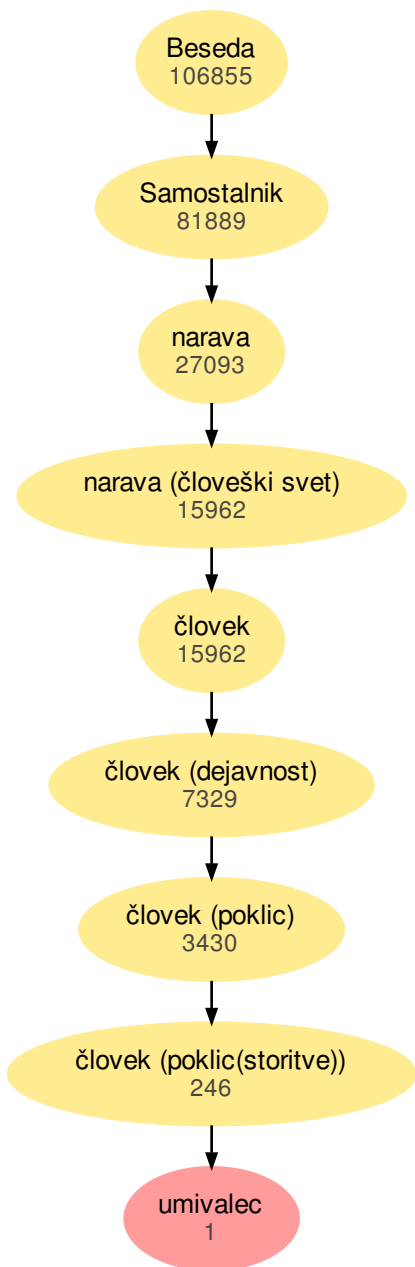 Beseda
106855
Samostalnik
81889
narava
27093
narava (človeški svet)
15962
človek
15962
človek (dejavnost)
7329
človek (poklic)
3430
človek (poklic(storitve))
246
umivalec
1